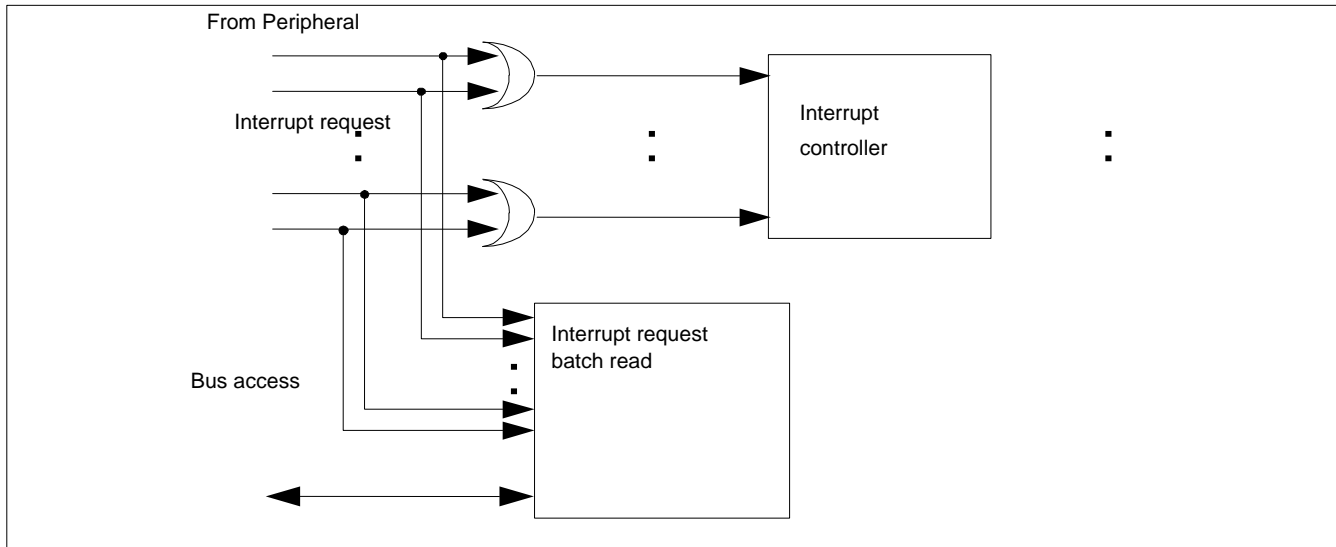 From Peripheral
Interrupt request
Interrupt
controller
Interrupt request
batch read
Bus access